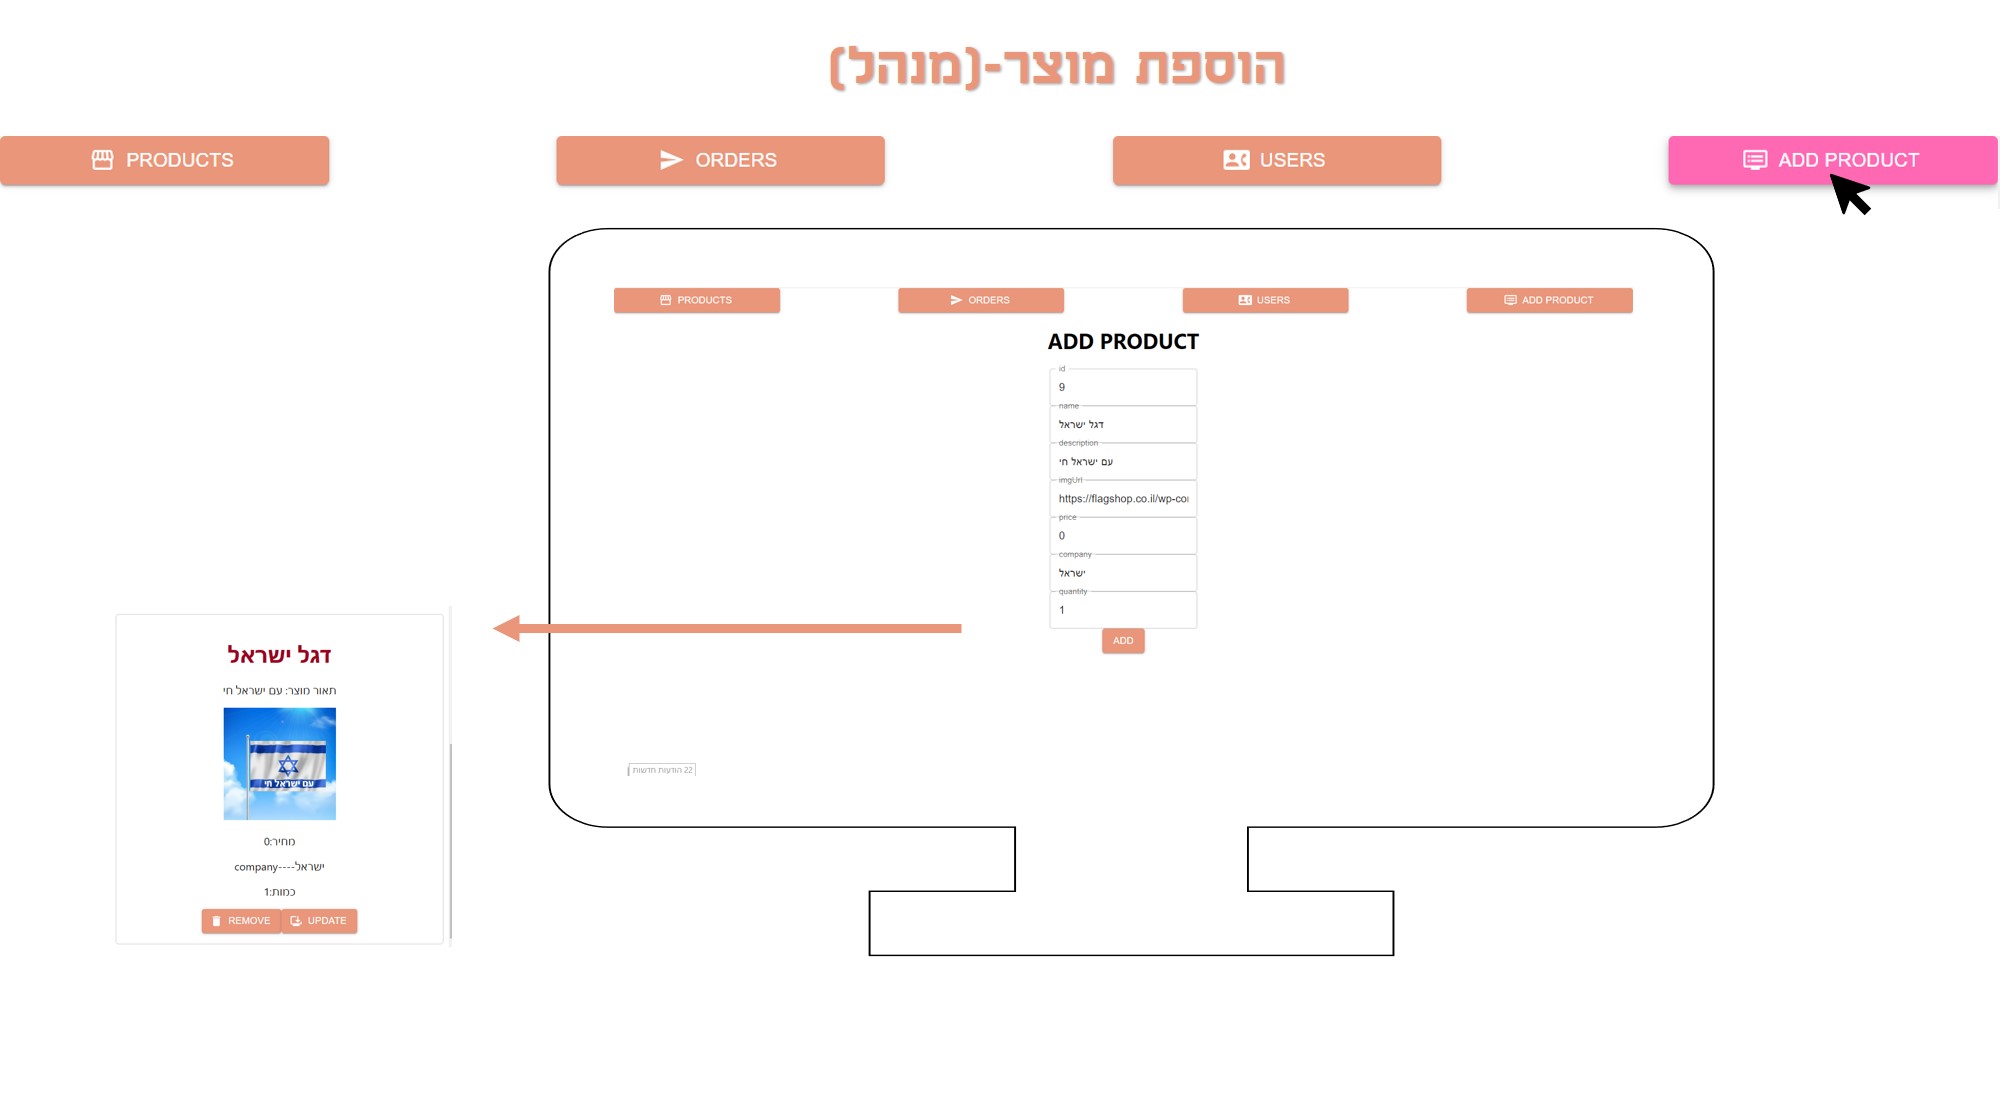 הוספת מוצר-(מנהל)
PRODUCTS
ORDERS
USERS
ADD PRODUCT
PRODUCTS
ORDERS
USERS
ADD PRODUCT
ADD PRODUCT
id
9
name
דגל ישראל
description
עם ישראל חי
imgUrl
https://flagshop.co.il/wp-co
price
0
company
ישראל
quantity
1
ADD
22 הודעות חדשות
דגל ישראל
תאור מוצר: עם ישראל חי
עם ישראל חי
מחיר:0
company----ישראל
כמות:1
REMOVE
UPDATE